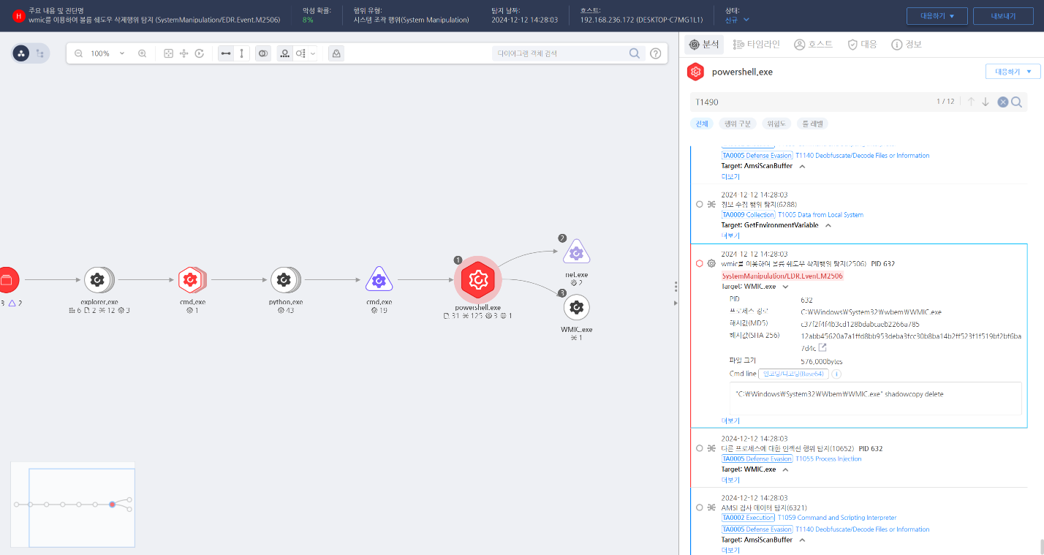 주요 내용 및 진단명
wmic를 이용하여 볼륨 쉐도우 삭제행위 탐지 (SystemManipulation/EDR.Event.M2506)
악성 확률:
8%
행위 유형:
시스템 조작 행위(System Manipulation)
탐지 날짜:
2024-12-12 14:28:03
호스트:
192.168.236.172 (DESKTOP-C7MG1L1)
상태:
신규
대응하기
내보내기
100%
다이어그램 객체 검색
분석
타임라인
호스트
대응
정보
powershell.exe
대응하기
T1490
1 / 12
전체
행위 구분
위험도
룰 레벨
TA0005 Defense Evasion T1140 Deobfuscate/Decode Files or Information
Target: AmsiScanBuffer
더보기
2024-12-12 14:28:03
정보 수집 행위 탐지(6288)
TA0009 Collection T1005 Data from Local System
Target: GetEnvironmentVariable
더보기
2024-12-12 14:28:03
wmic를 이용하여 볼륨 쉐도우 삭제행위 탐지(2506) PID 632
SystemManipulation/EDR.Event.M2506
Target: WMIC.exe
PID 632
프로세스 경로 C:₩Windows₩System32₩wbem₩WMIC.exe
해시값(MD5)
해시값(SHA 256)
파일 크기 576,000bytes
Cmd line
"C:₩Windows₩System32₩Wbem₩WMIC.exe" shadowcopy delete
더보기
2024-12-12 14:28:03
다른 프로세스에 대한 인젝션 행위 탐지(10652) PID 632
TA0005 Defense Evasion T1055 Process Injection
Target: WMIC.exe
더보기
2024-12-12 14:28:03
AMSI 검사 데이터 탐지(6321)
TA0002 Execution T1059 Command and Scripting Interpreter
TA0005 Defense Evasion T1140 Deobfuscate/Decode Files or Information
Target: AmsiScanBuffer
더보기
3 2
explorer.exe
6 2 12 3
cmd.exe
1
python.exe
43
cmd.exe
19
1
powershell.exe
31 125 3 1
2
net.exe
2
3
WMIC.exe
1